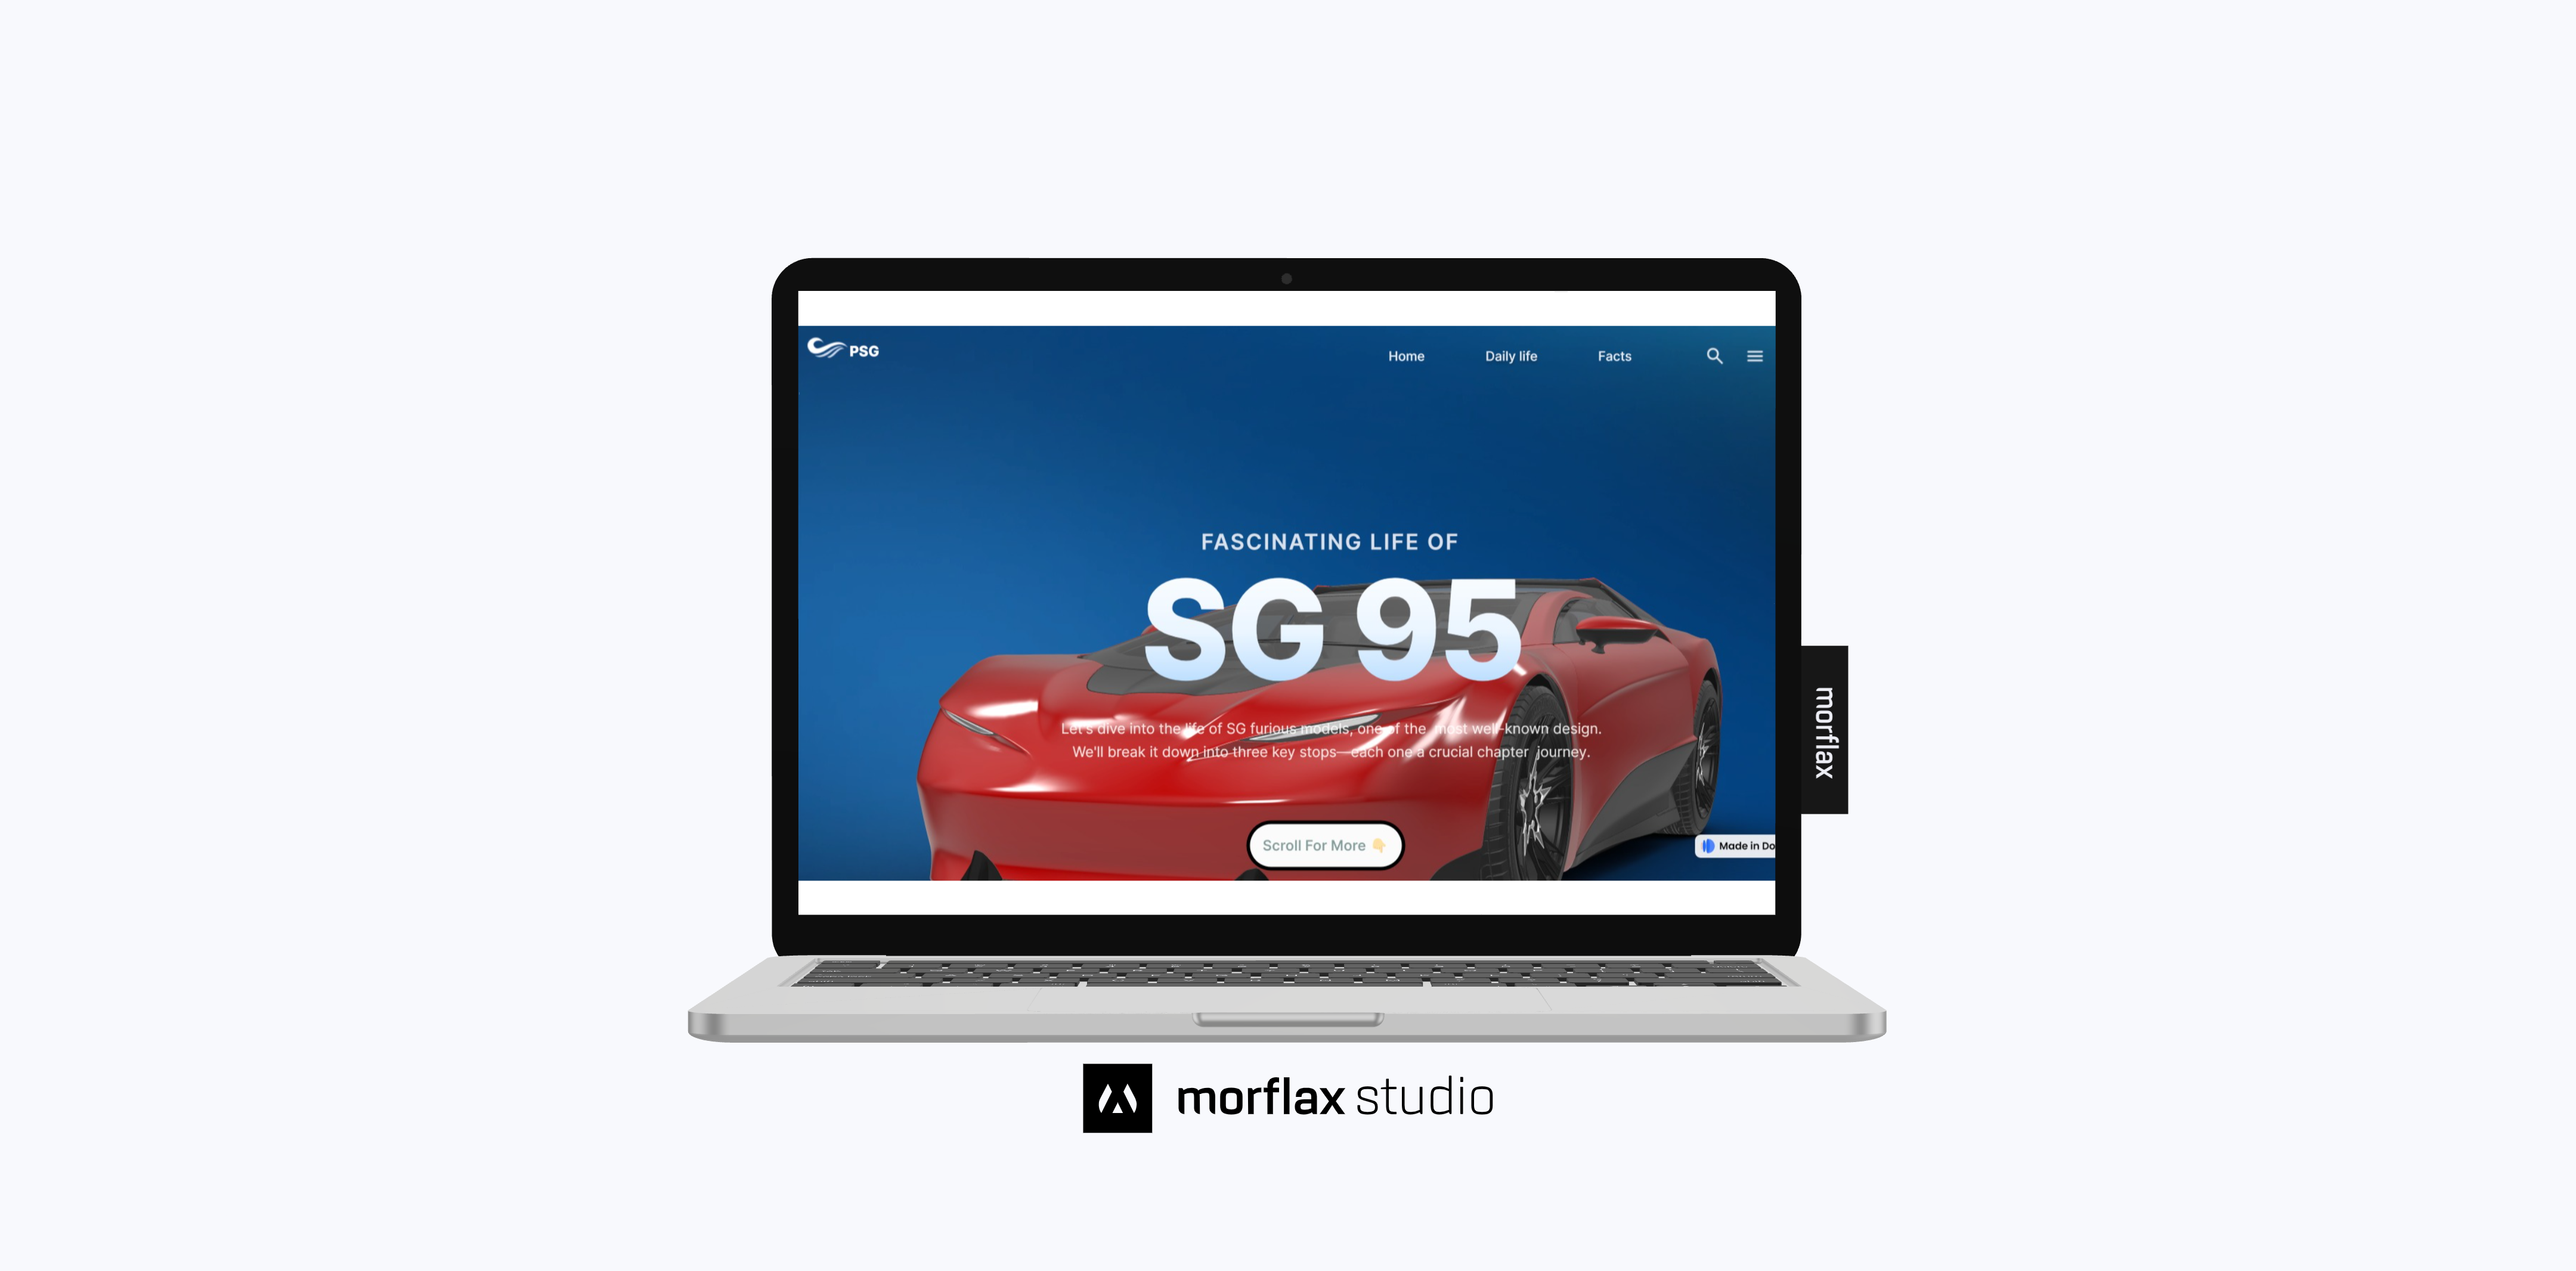 PSG
Home Daily life Facts
FASCINATING LIFE OF
SG 95
Let's dive into the life of SG furious models, one of the most well-known design.
We'll break it down into three key stops—each one a crucial chapter journey.
Scroll For More 👇
Made in Do
morflax
morflax studio